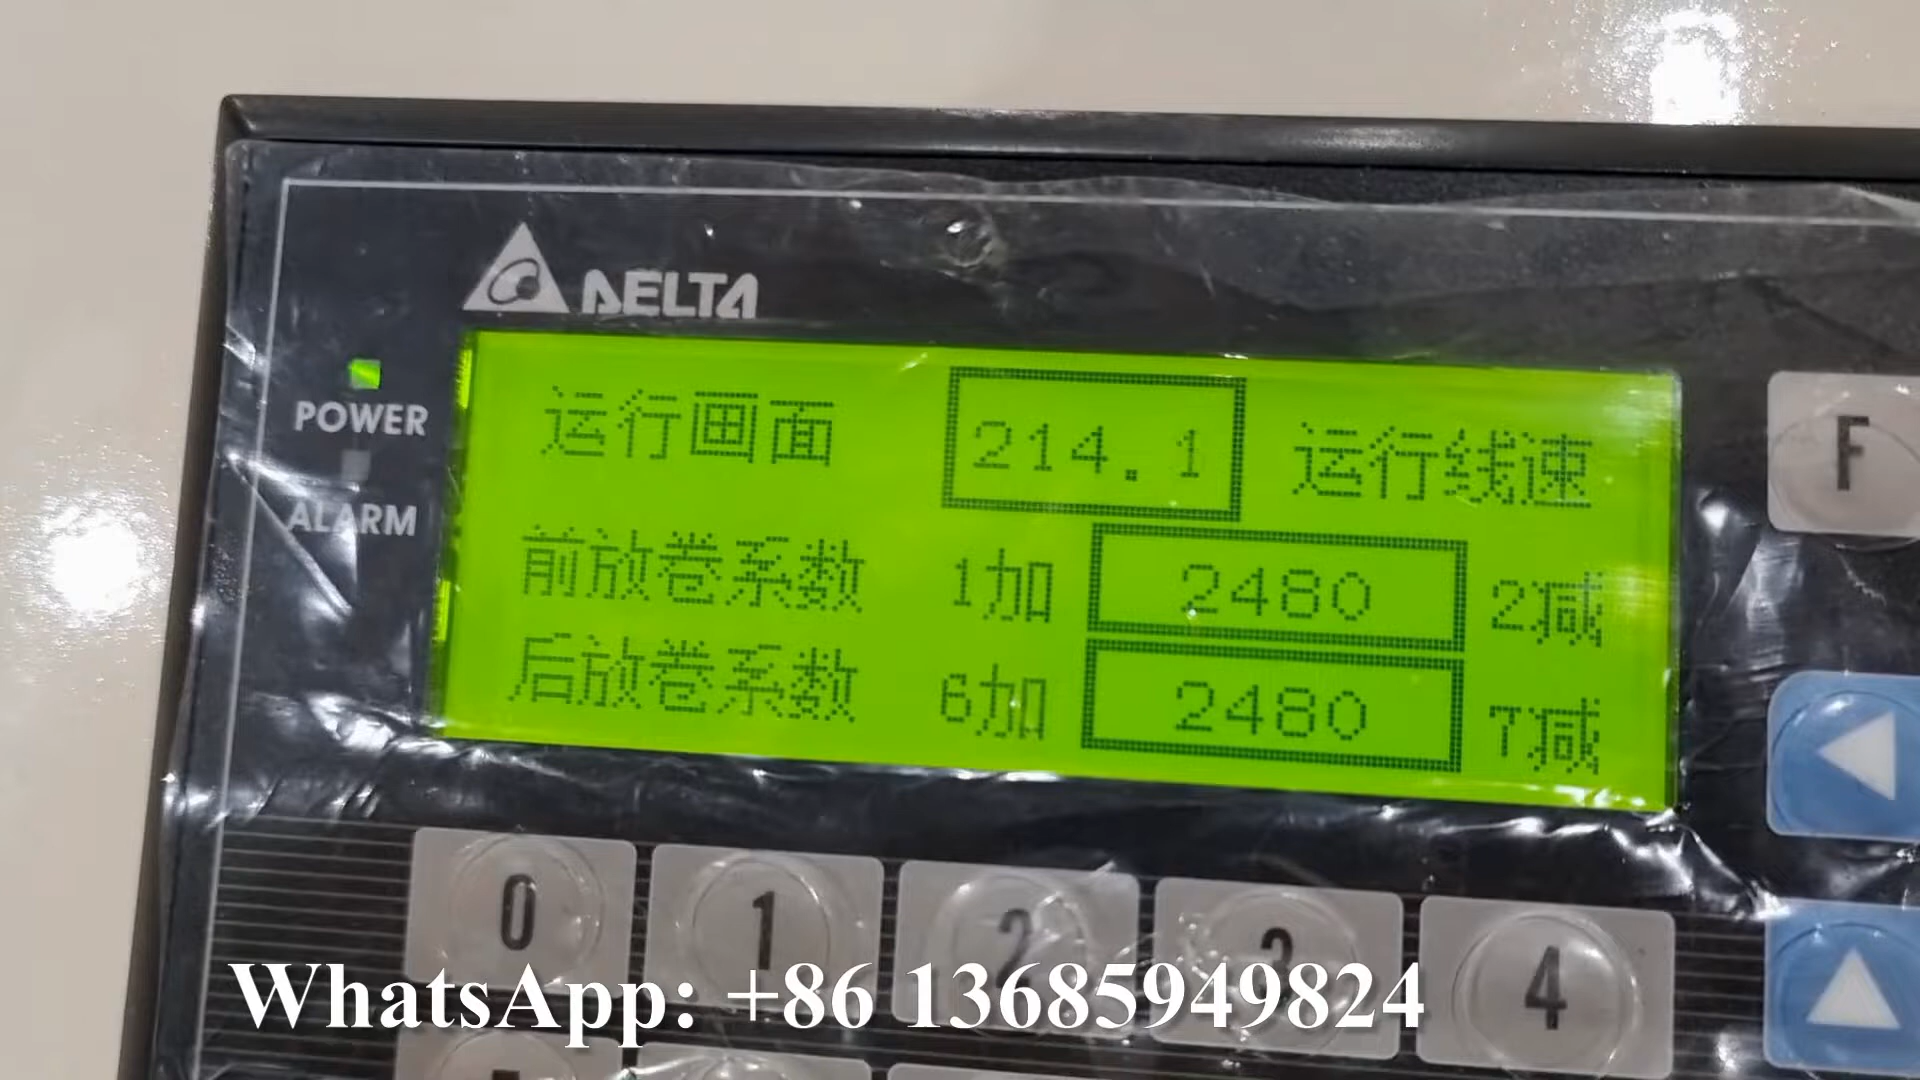 DELTA
POWER
ALARM
运行画面 214.1 运行线速
前放卷系数 1加 2480 2减
后放卷系数 6加 2480 7减
F
0 1 2 3 4
WhatsApp: +86 13685949824